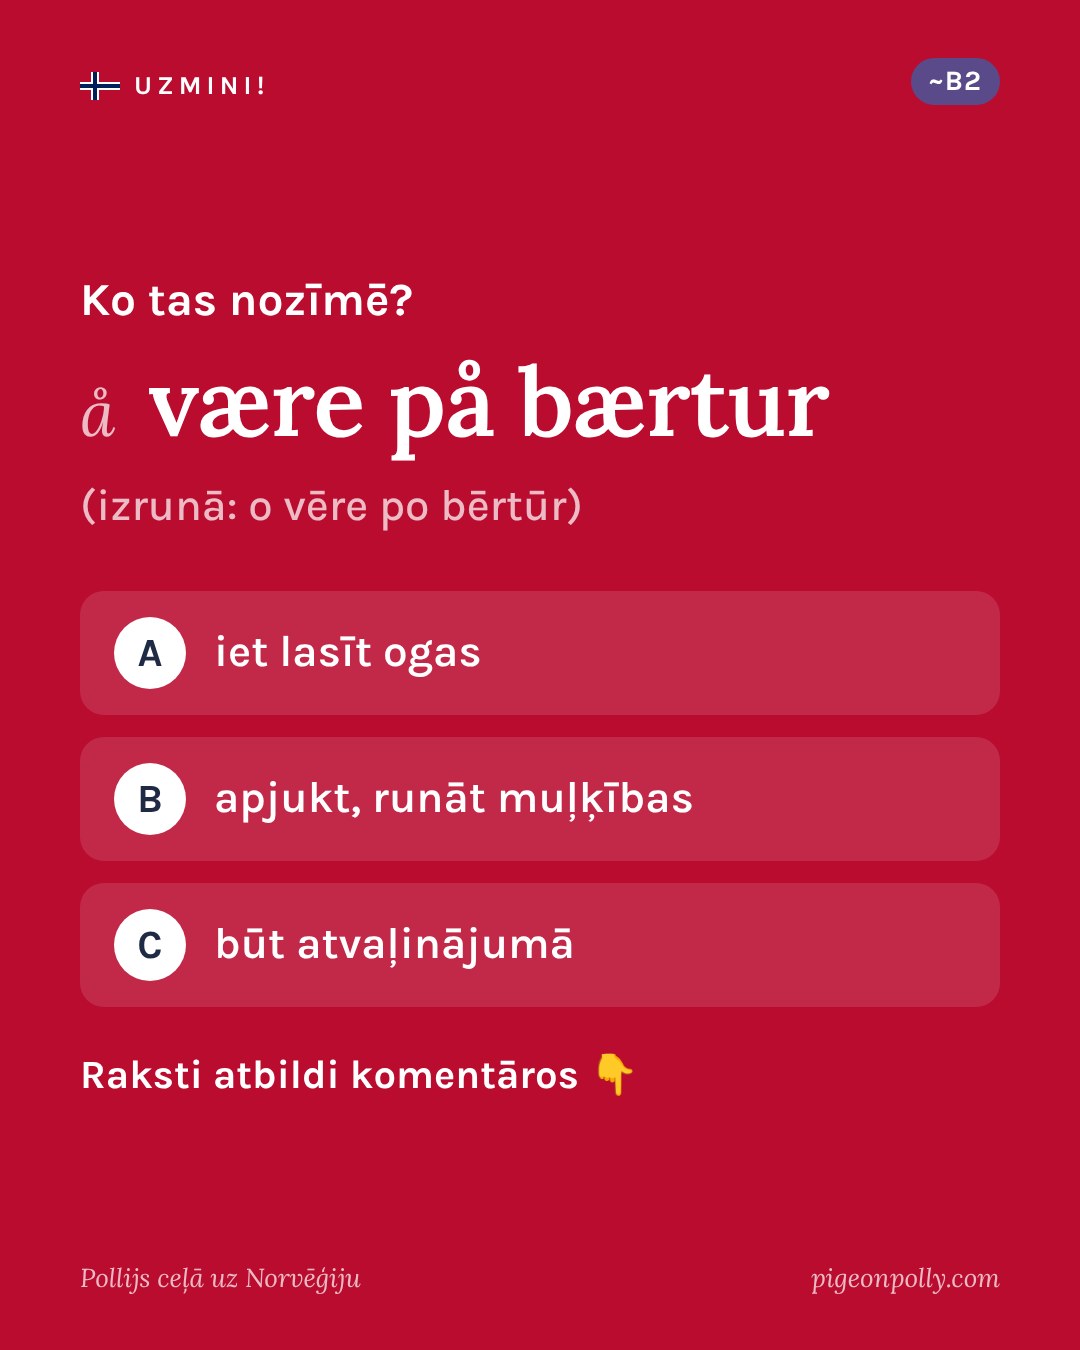 UZMINI!
~B2
Ko tas nozīmē?
å være på bærtur
(izrunā: o vēre po bērtūr)
A iet lasīt ogas
B apjukt, runāt muļķības
C būt atvaļinājumā
Raksti atbildi komentāros 👇
Pollijs ceļā uz Norvēģiju
pigeonpolly.com